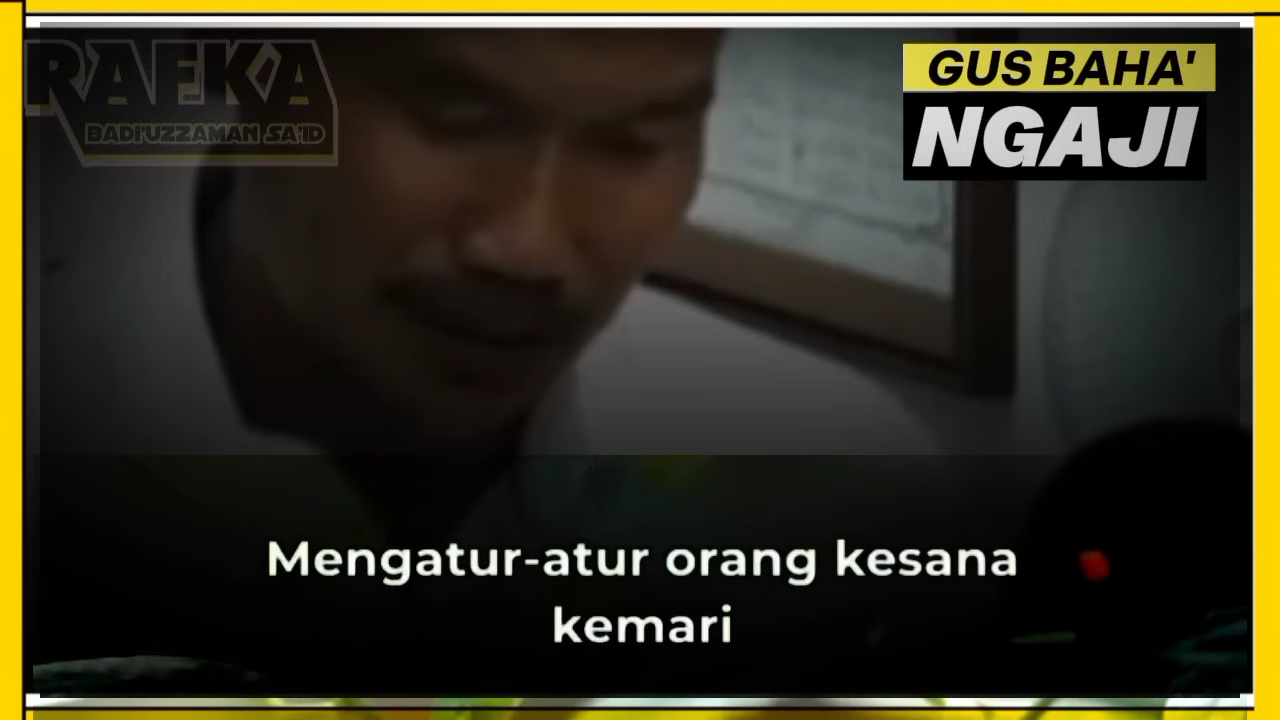 RAFKA
BADI'UZZAMAN SA'ID
GUS BAHA'
NGAJI
Mengatur-atur orang kesana
kemari